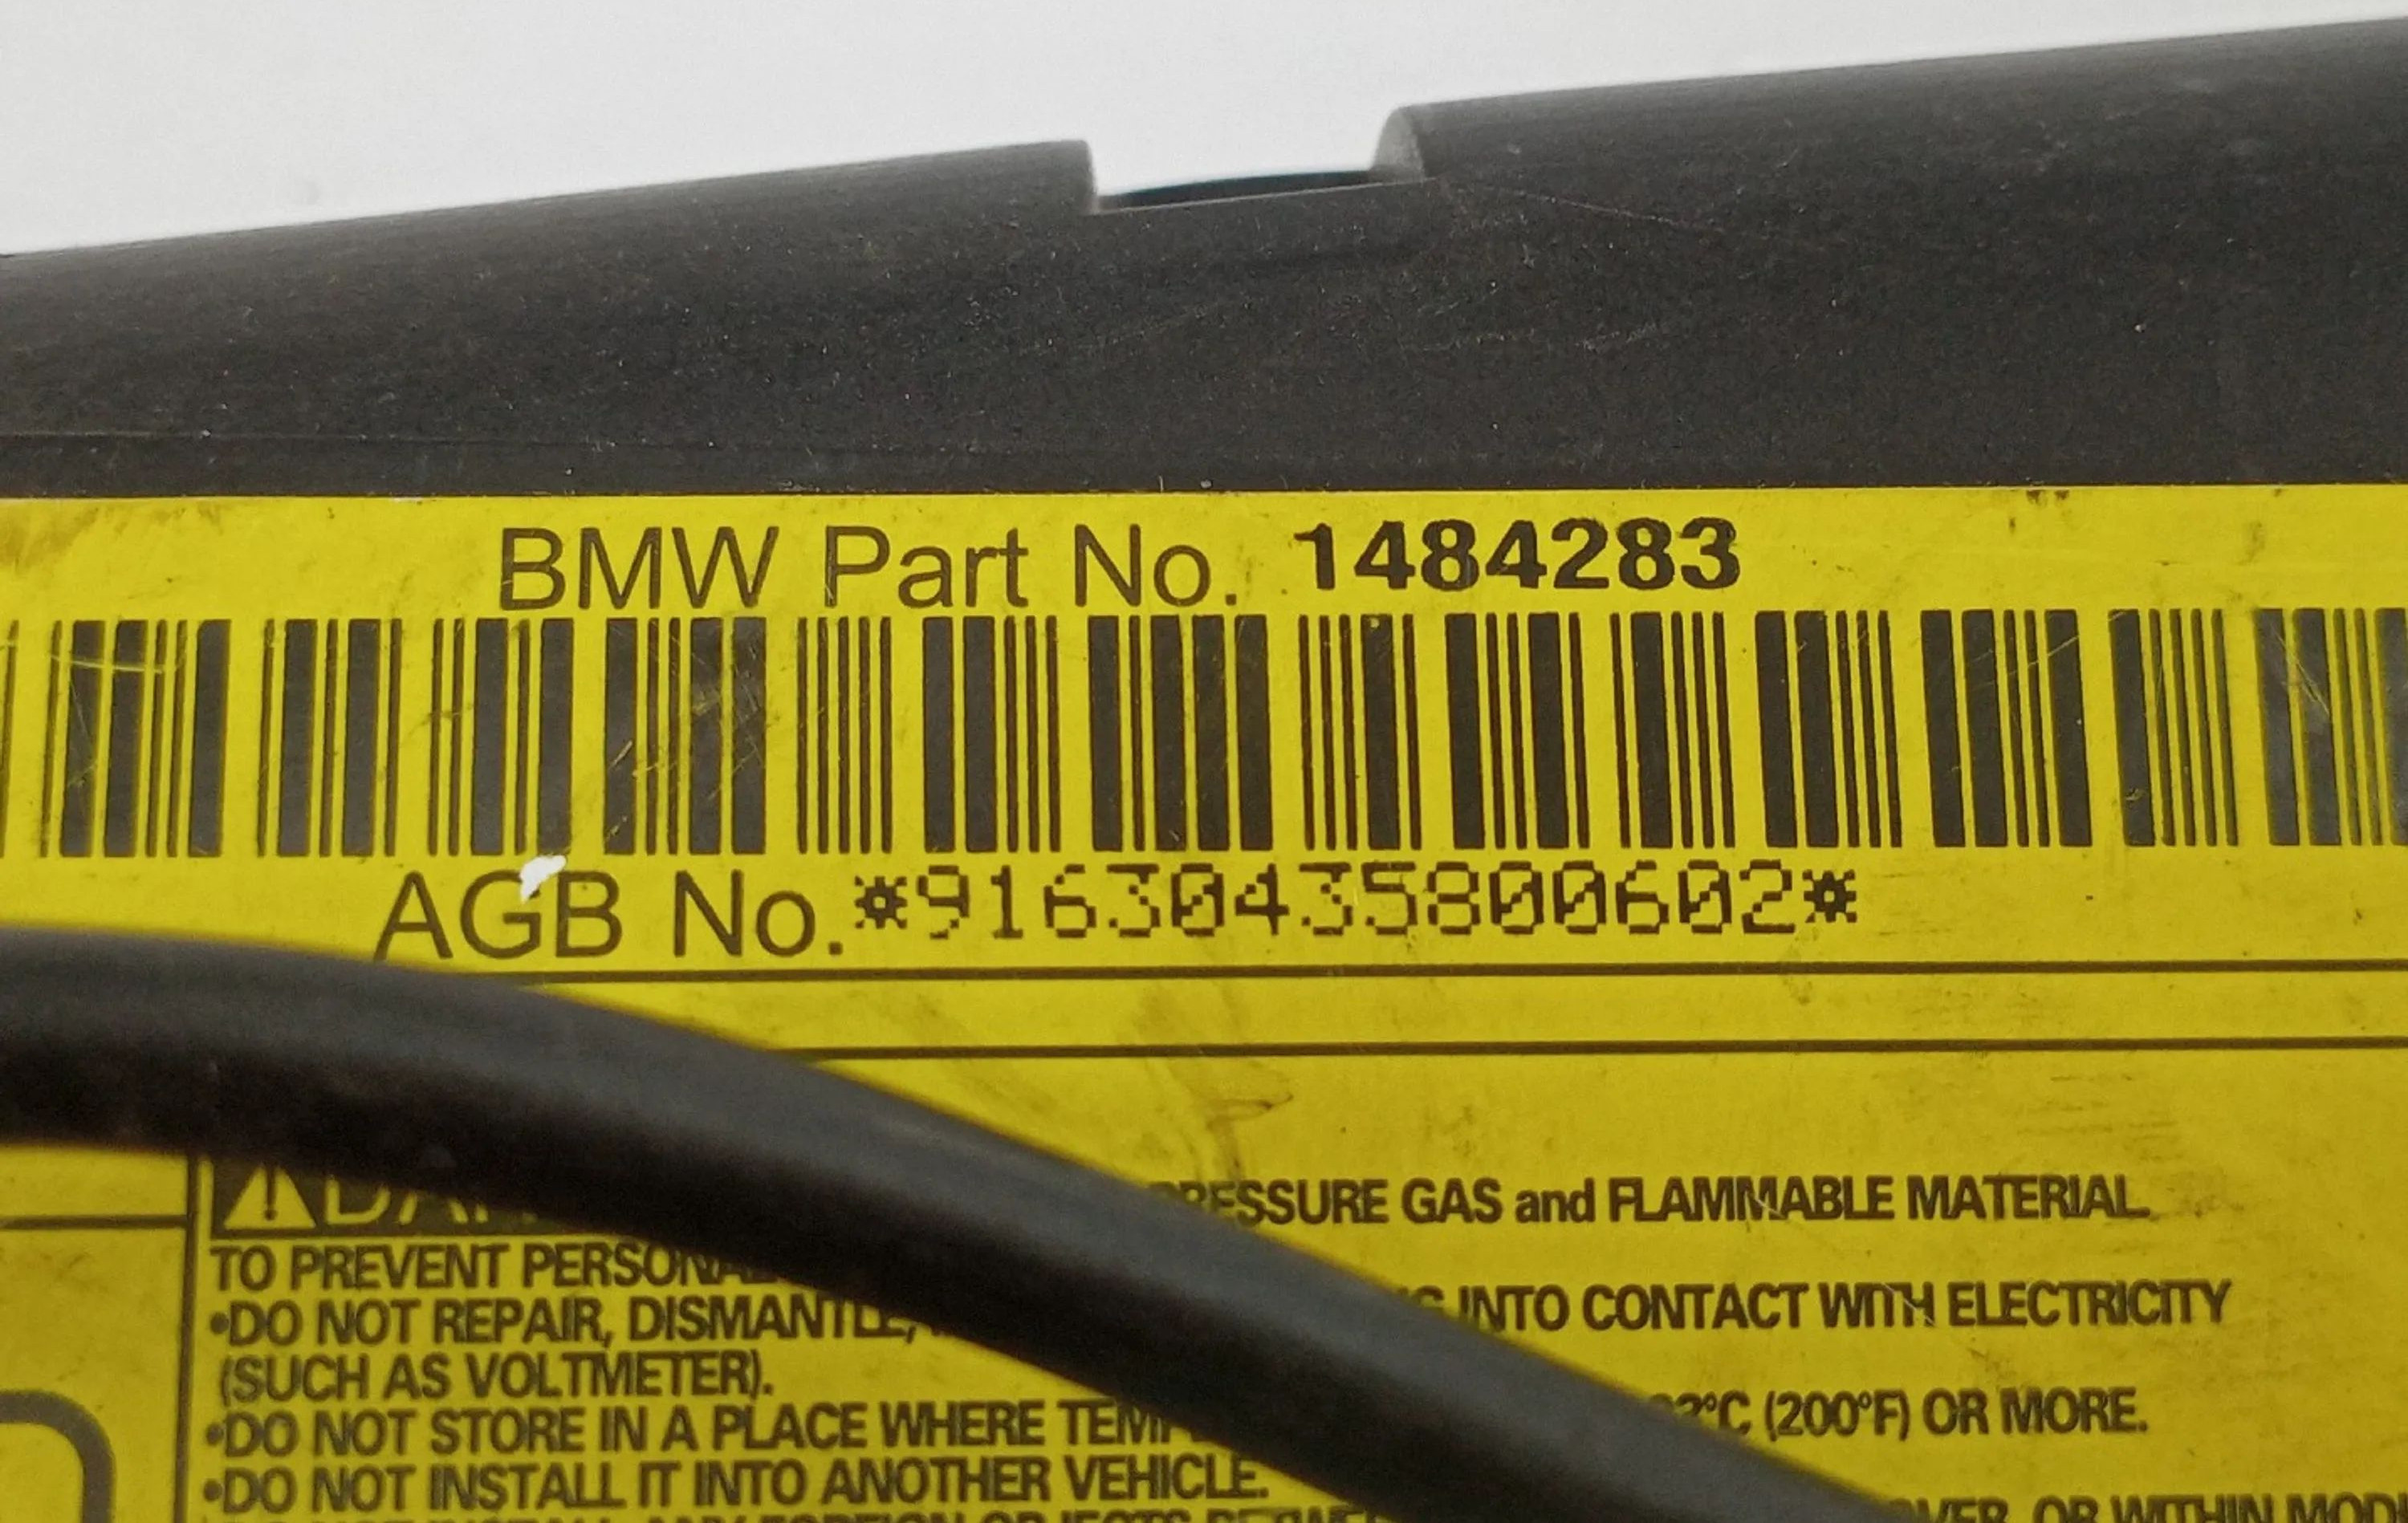 BMW Part No. 1484283
AGB No.*91630435800602*
GAS and FLAMMABLE MATERIAL
TO PREVENT
•DO NOT REPAIR, DISMANTLE, INTO CONTACT WITH ELECTRICITY
(SUCH AS VOLTMETER).
•DO NOT STORE IN A PLACE WHERE (200°F) OR MORE.
•DO NOT INSTALL IT INTO ANOTHER VEHICLE.
OR WITHIN